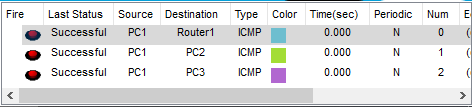 Fire Last Status Source Destination Type Color Time(sec) Periodic Num
Successful PC1 Router1 ICMP 0.000 N 0
Successful PC1 PC2 ICMP 0.000 N 1
Successful PC1 PC3 ICMP 0.000 N 2